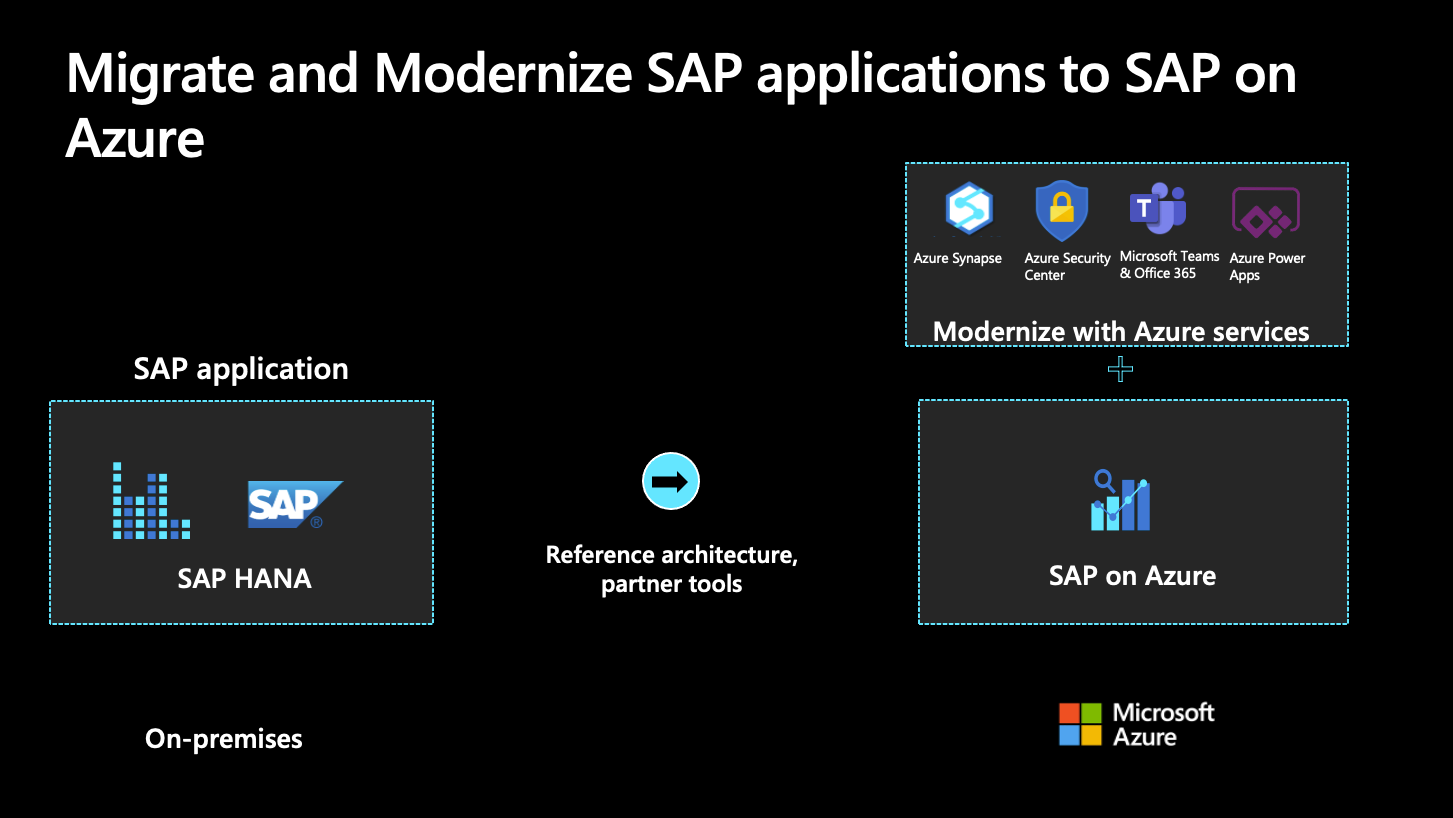 Migrate and Modernize SAP applications to SAP on
Azure
T
Azure Synapse
Azure Security
Center
Microsoft Teams
& Office 365
Azure Power
Apps
Modernize with Azure services
SAP application
SAP ®
SAP HANA
Reference architecture,
partner tools
SAP on Azure
On-premises
Microsoft
Azure